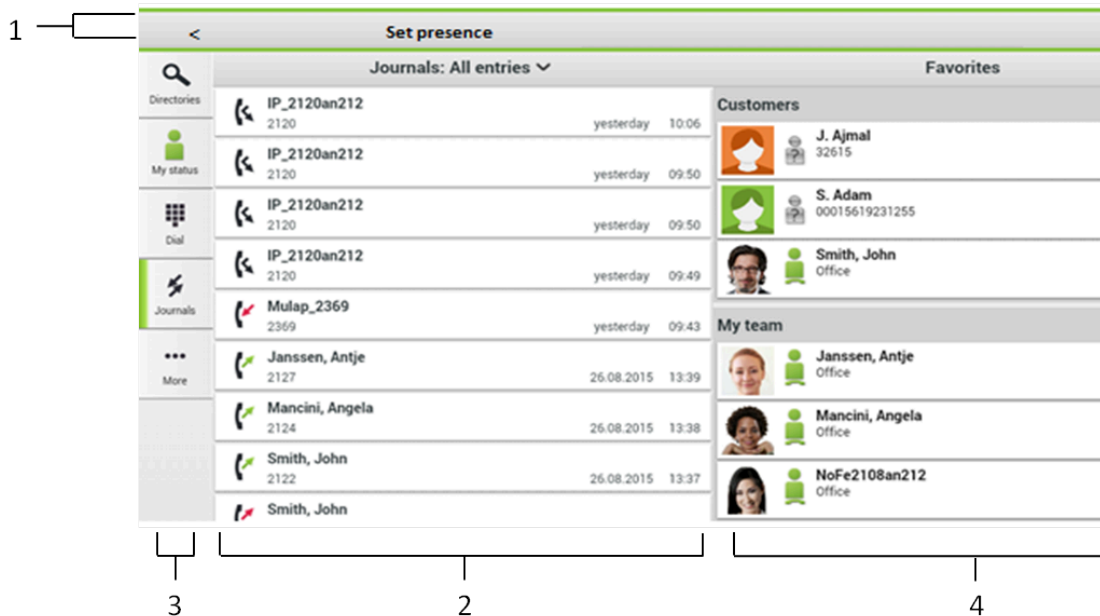 1
<
Set presence
Directories
My status
Dial
Journals
More
Journals: All entries
IP_2120an212
2120 yesterday 10:06
IP_2120an212
2120 yesterday 09:50
IP_2120an212
2120 yesterday 09:50
IP_2120an212
2120 yesterday 09:49
Mulap_2369
2369 yesterday 09:43
Janssen, Antje
2127 26.08.2015 13:39
Mancini, Angela
2124 26.08.2015 13:38
Smith, John
2122 26.08.2015 13:37
Smith, John
Favorites
Customers
J. Ajmal
32615
S. Adam
00015619231255
Smith, John
Office
My team
Janssen, Antje
Office
Mancini, Angela
Office
NoFe2108an212
Office
3
2
4